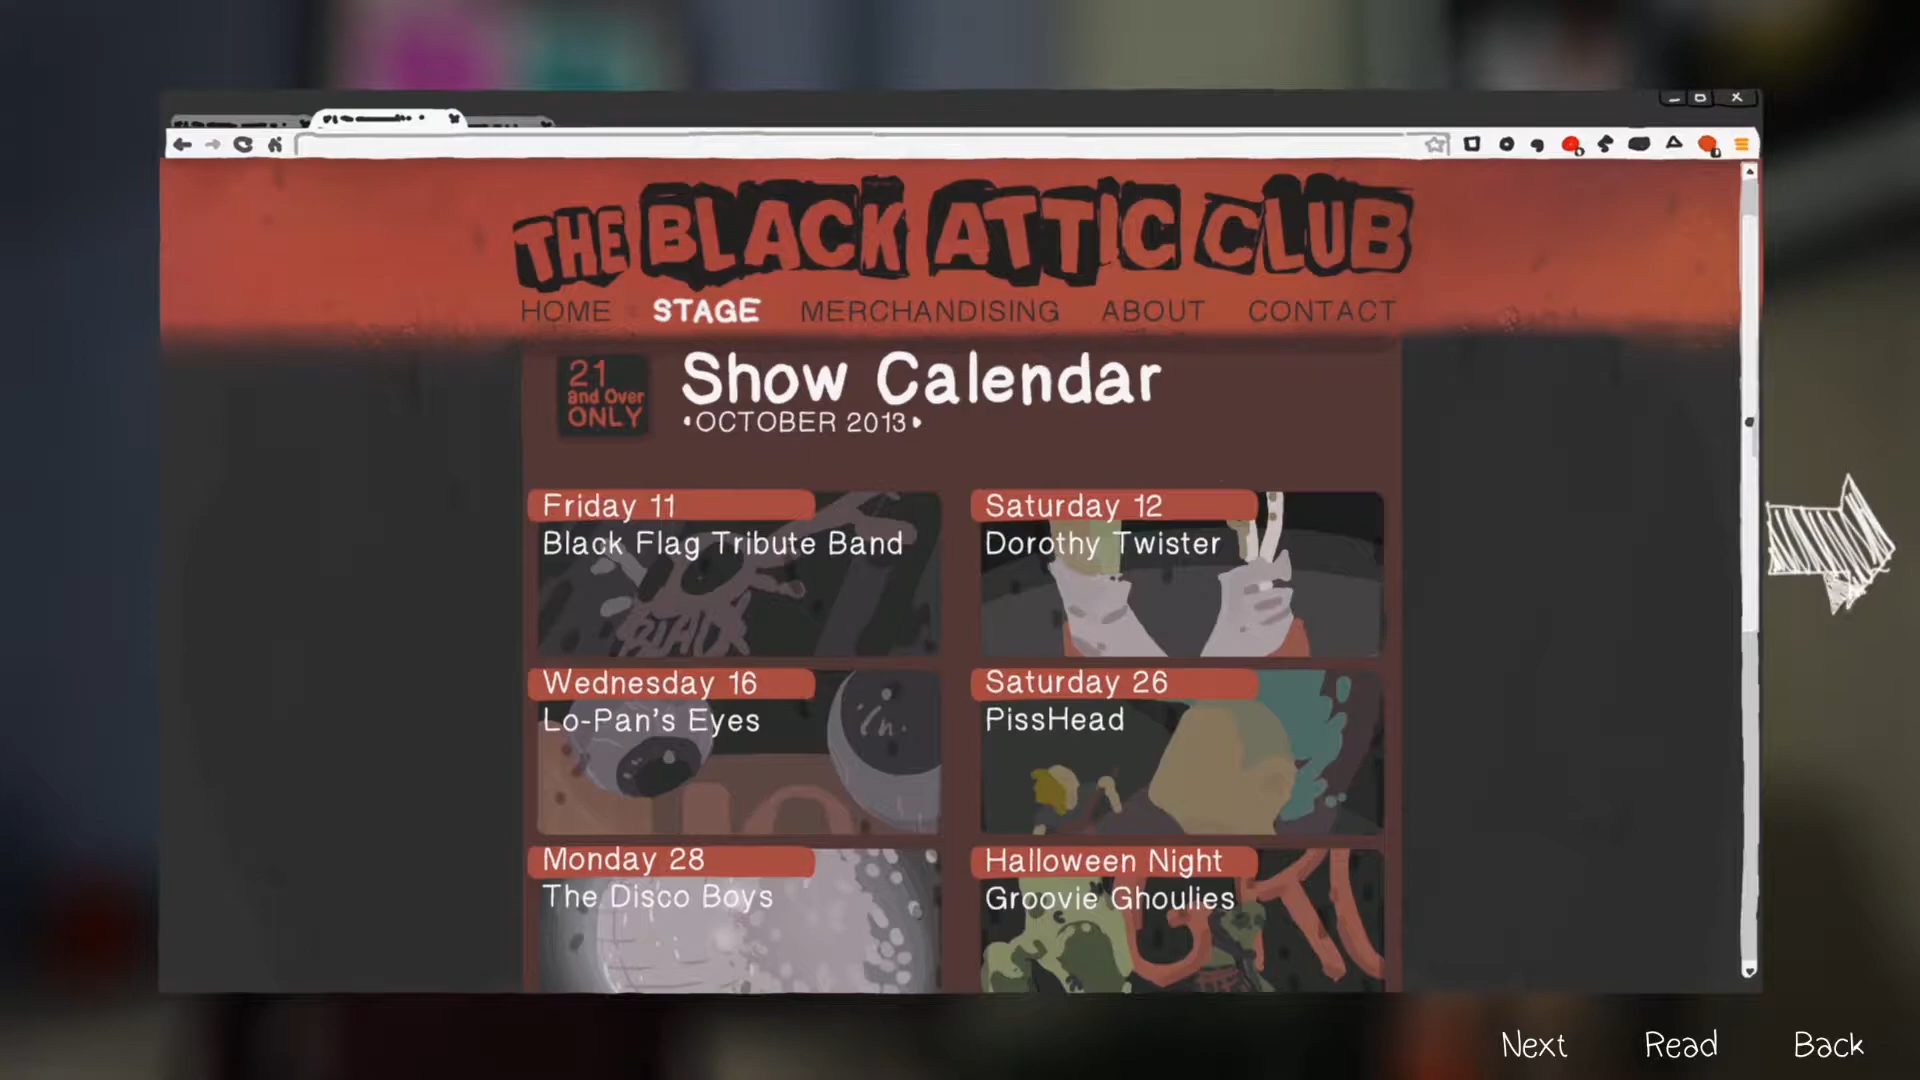 THE BLACK ATTIC CLUB
HOME STAGE MERCHANDISING ABOUT CONTACT
21
and Over
ONLY
Show Calendar
OCTOBER 2013
Friday 11
Black Flag Tribute Band
Saturday 12
Dorothy Twister
Wednesday 16
Lo-Pan's Eyes
Saturday 26
PissHead
Monday 28
The Disco Boys
Halloween Night
Groovie Ghoulies
Next Read Back